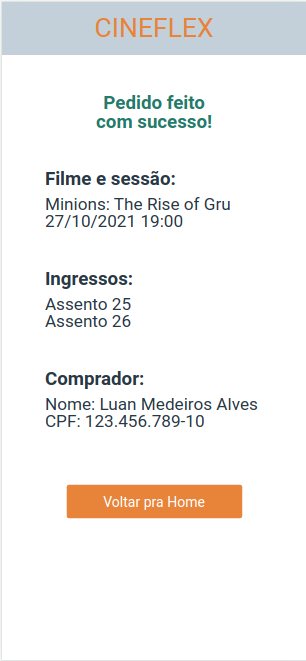 CINEFLEX
Pedido feito
com sucesso!
Filme e sessão:
Minions: The Rise of Gru
27/10/2021 19:00
Ingressos:
Assento 25
Assento 26
Comprador:
Nome: Luan Medeiros Alves
CPF: 123.456.789-10
Voltar pra Home